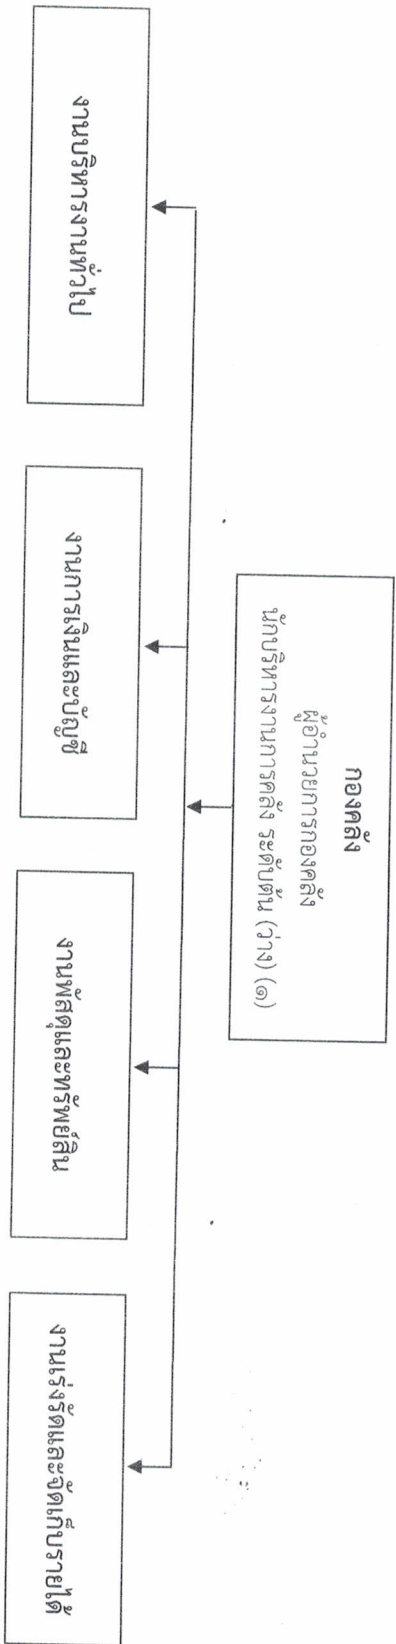 กองคลัง
ผู้อำนวยการกองคลัง
นักบริหารงานการคลัง ระดับต้น (ว่าง) (๑)
งานบริหารงานทั่วไป
งานการเงินและบัญชี
งานพัสดุและทรัพย์สิน
งานเร่งรัดและจัดเก็บรายได้